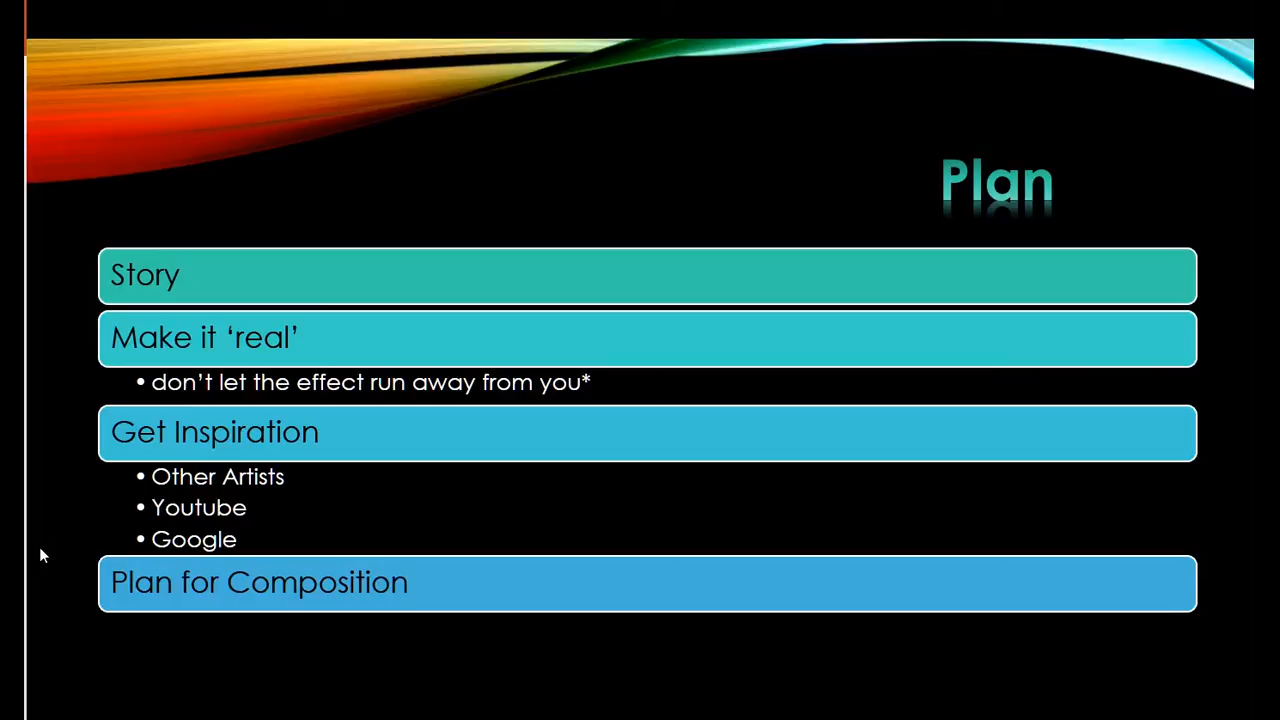 Plan
Story
Make it ‘real’
• don’t let the effect run away from you*
Get Inspiration
• Other Artists
• Youtube
• Google
Plan for Composition